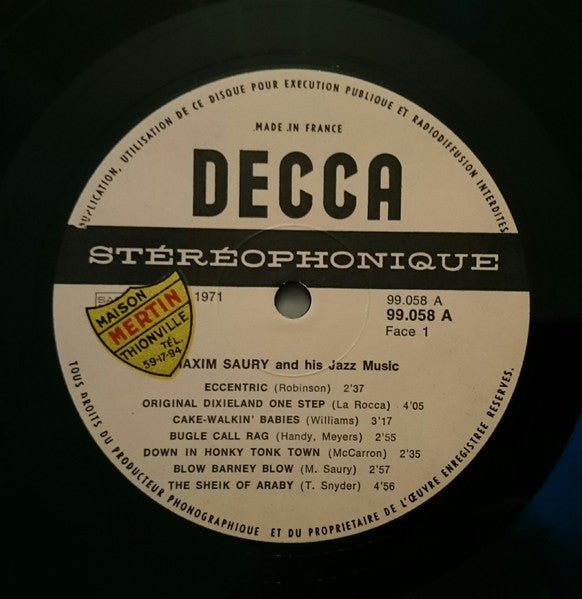 DUPLICATION, UTILISATION DE CE DISQUE POUR EXECUTION PUBLIQUE ET RADIODIFFUSION INTERDITES
MADE IN FRANCE
DECCA
STÉRÉOPHONIQUE
1971
99.058 A
99.058 A
Face 1
MAISON
MERTIN
THIONVILLE
TÉL.
59-17-94
MAXIM SAURY and his Jazz Music
ECCENTRIC (Robinson) 2'37
ORIGINAL DIXIELAND ONE STEP (La Rocca) 4'05
CAKE-WALKIN' BABIES (Williams) 3'17
BUGLE CALL RAG (Handy, Meyers) 2'55
DOWN IN HONKY TONK TOWN (McCarron) 2'35
BLOW BARNEY BLOW (M. Saury) 2'57
THE SHEIK OF ARABY (T. Snyder) 4'56
TOUS DROITS DU PRODUCTEUR PHONOGRAPHIQUE ET DU PROPRIETAIRE DE L'ŒUVRE ENREGISTREE RESERVES.